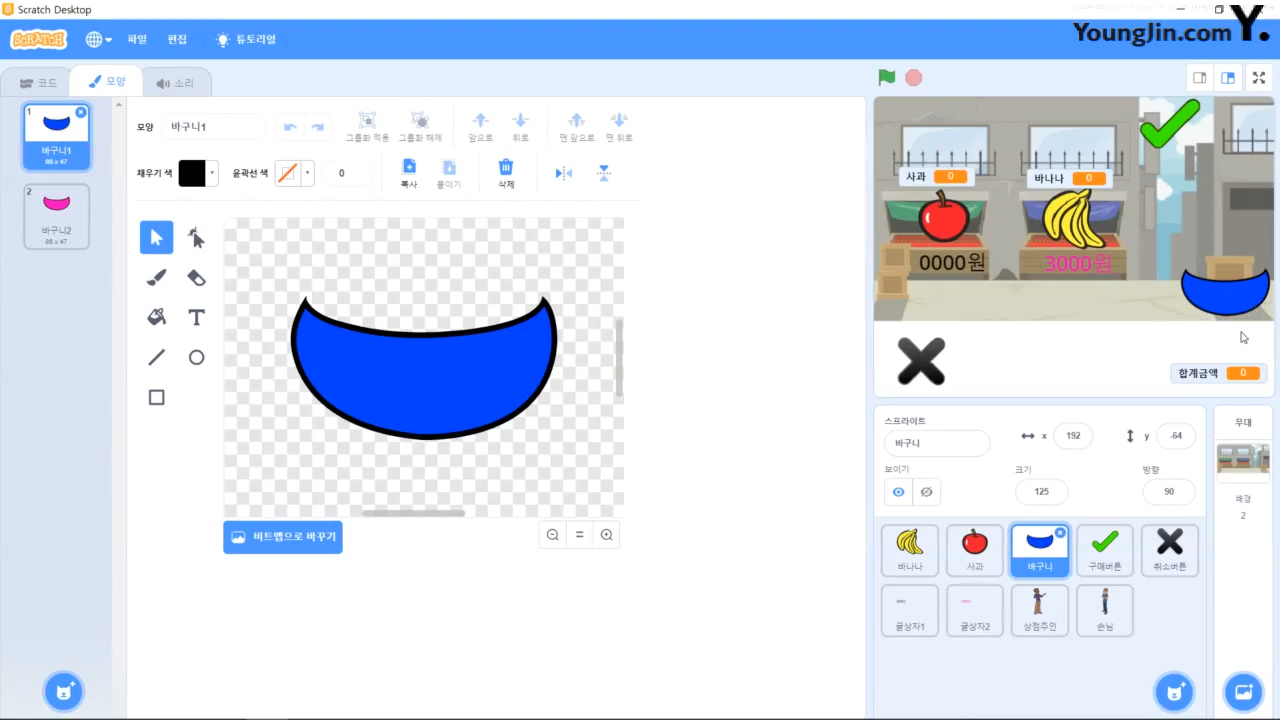 Scratch Desktop
SCRATCH
파일
편집
튜토리얼
YoungJin.com Y.
코드
모양
소리
1
바구니1
88 x 47
2
바구니2
88 x 47
모양
바구니1
그룹화 적용
그룹화 해제
앞으로
뒤로
맨 앞으로
맨 뒤로
채우기 색
윤곽선 색
0
복사
붙이기
삭제
T
비트맵으로 바꾸기
사과 0
바나나 0
0000원
3000원
합계금액 0
스프라이트
바구니
x 192
y -64
보이기
크기
125
방향
90
무대
배경
2
바나나
사과
바구니
구매버튼
취소버튼
글상자1
글상자2
상점주인
손님